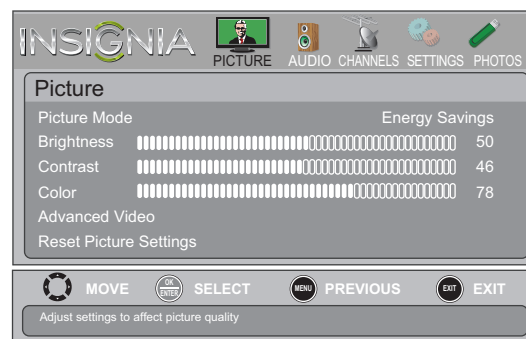 INSIGNIA
PICTURE AUDIO CHANNELS SETTINGS PHOTOS
Picture
Picture Mode Energy Savings
Brightness 50
Contrast 46
Color 78
Advanced Video
Reset Picture Settings
MOVE OK ENTER SELECT MENU PREVIOUS EXIT EXIT
Adjust settings to affect picture quality